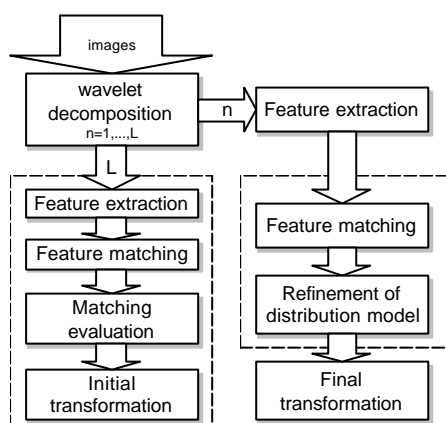 images
wavelet
decomposition
n=1,...,L
n
Feature extraction
L
Feature extraction
Feature matching
Matching
evaluation
Initial
transformation
Feature matching
Refinement of
distribution model
Final
transformation